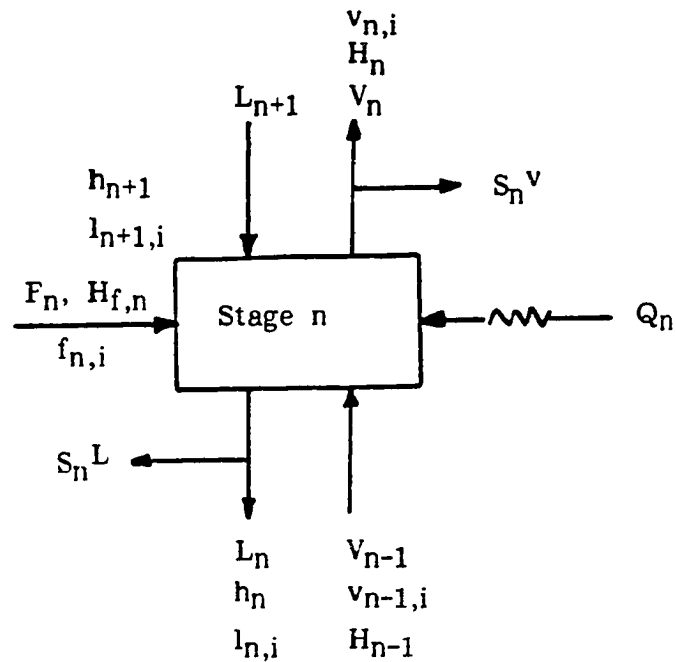 v_{n,i}
H_n
V_n
L_{n+1}
S_n^v
h_{n+1}
l_{n+1,i}
F_n, H_{f,n}
f_{n,i}
Stage n
Q_n
S_n^L
L_n
h_n
l_{n,i}
V_{n-1}
v_{n-1,i}
H_{n-1}